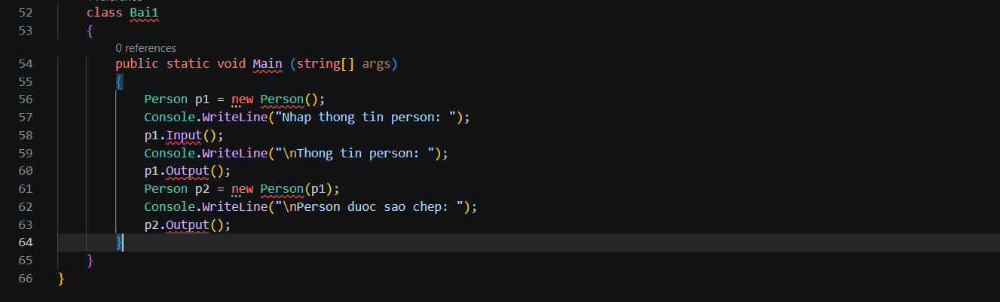 52 class Bai1
53 {
0 references
54 public static void Main (string[] args)
55 {
56 Person p1 = new Person();
57 Console.WriteLine("Nhap thong tin person: ");
58 p1.Input();
59 Console.WriteLine("\nThong tin person: ");
60 p1.Output();
61 Person p2 = new Person(p1);
62 Console.WriteLine("\nPerson duoc sao chep: ");
63 p2.Output();
64 }
65 }
66 }